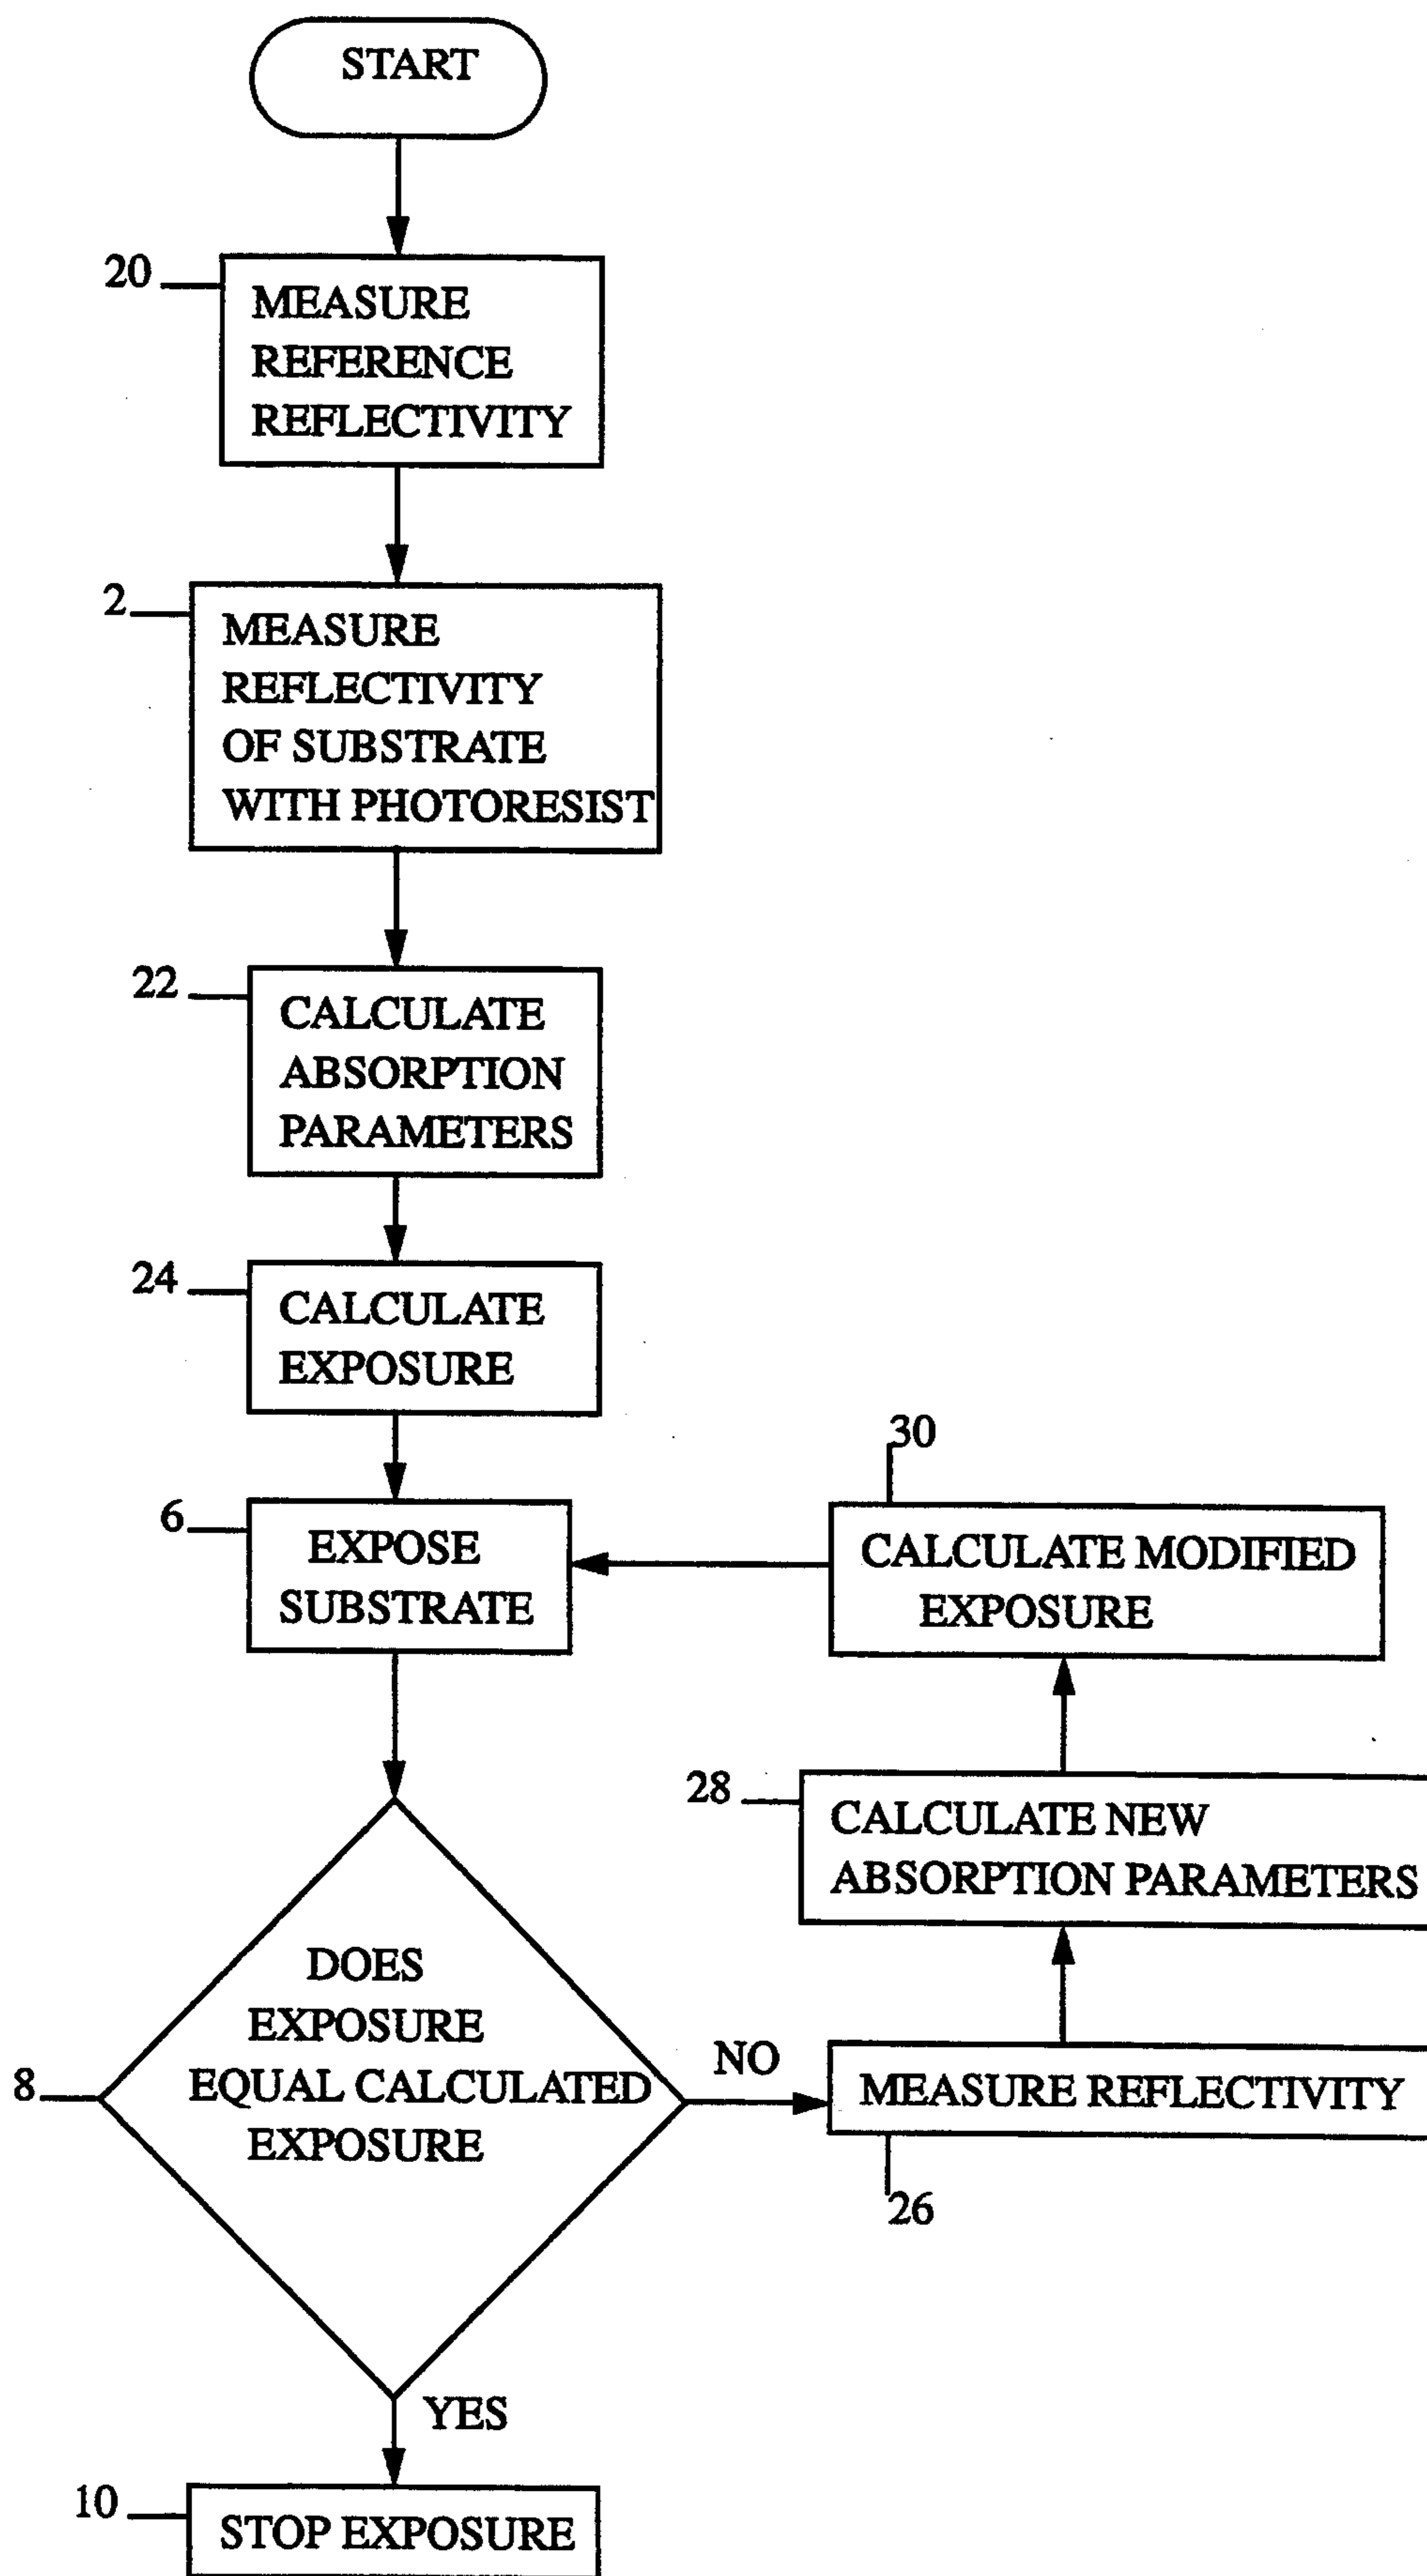 START
20
MEASURE
REFERENCE
REFLECTIVITY
2
MEASURE
REFLECTIVITY
OF SUBSTRATE
WITH PHOTORESIST
22
CALCULATE
ABSORPTION
PARAMETERS
24
CALCULATE
EXPOSURE
6
EXPOSE
SUBSTRATE
30
CALCULATE MODIFIED
EXPOSURE
28
CALCULATE NEW
ABSORPTION PARAMETERS
8
DOES
EXPOSURE
EQUAL CALCULATED
EXPOSURE
NO
MEASURE REFLECTIVITY
26
YES
10
STOP EXPOSURE